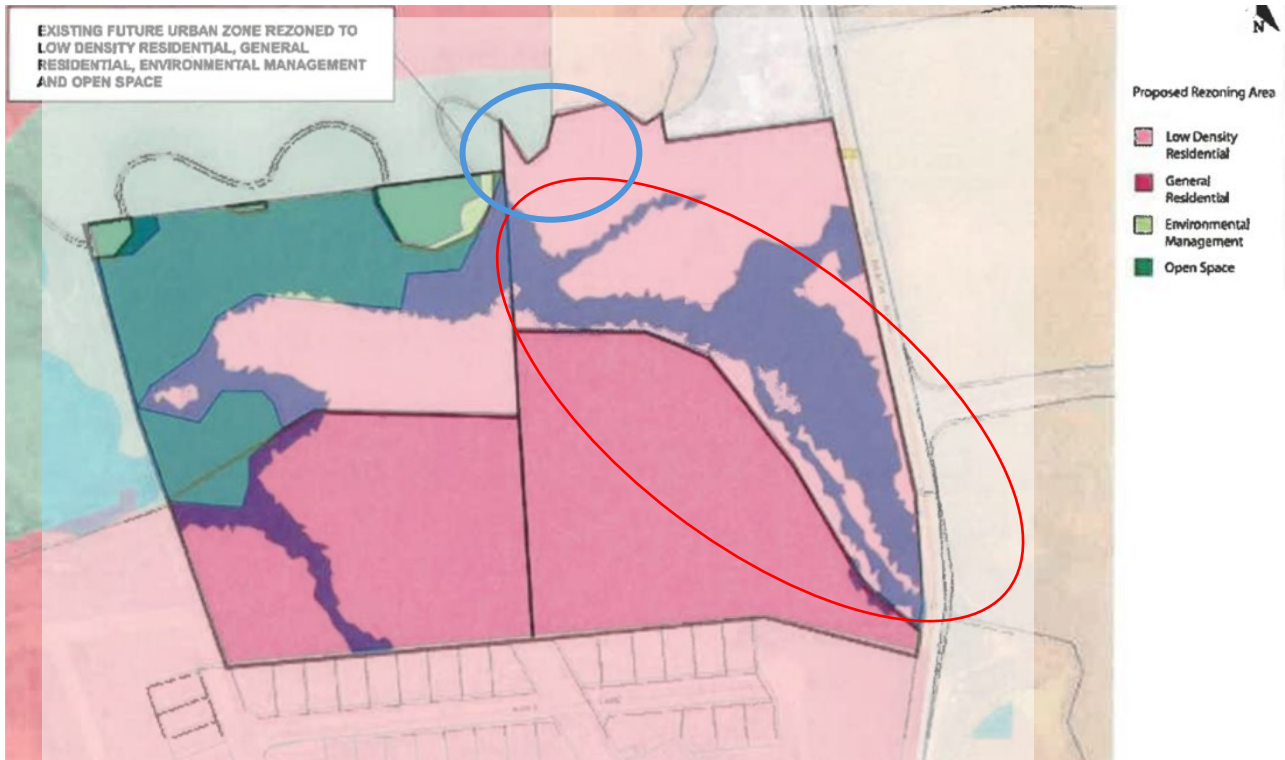 EXISTING FUTURE URBAN ZONE REZONED TO
LOW DENSITY RESIDENTIAL, GENERAL
RESIDENTIAL, ENVIRONMENTAL MANAGEMENT
AND OPEN SPACE
N
Proposed Rezoning Area
Low Density
Residential
General
Residential
Environmental
Management
Open Space